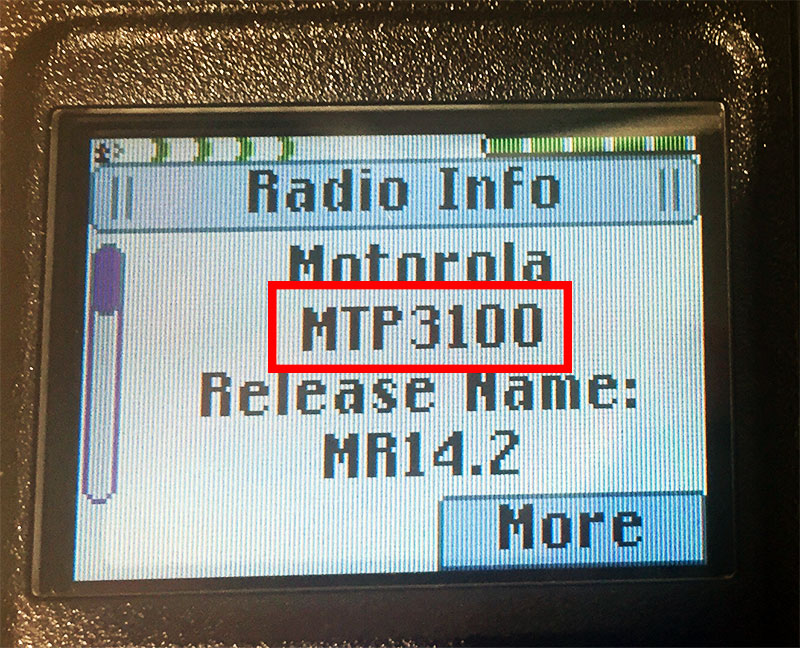 Radio Info
Motorola
MTP3100
Release Name:
MR14.2
More